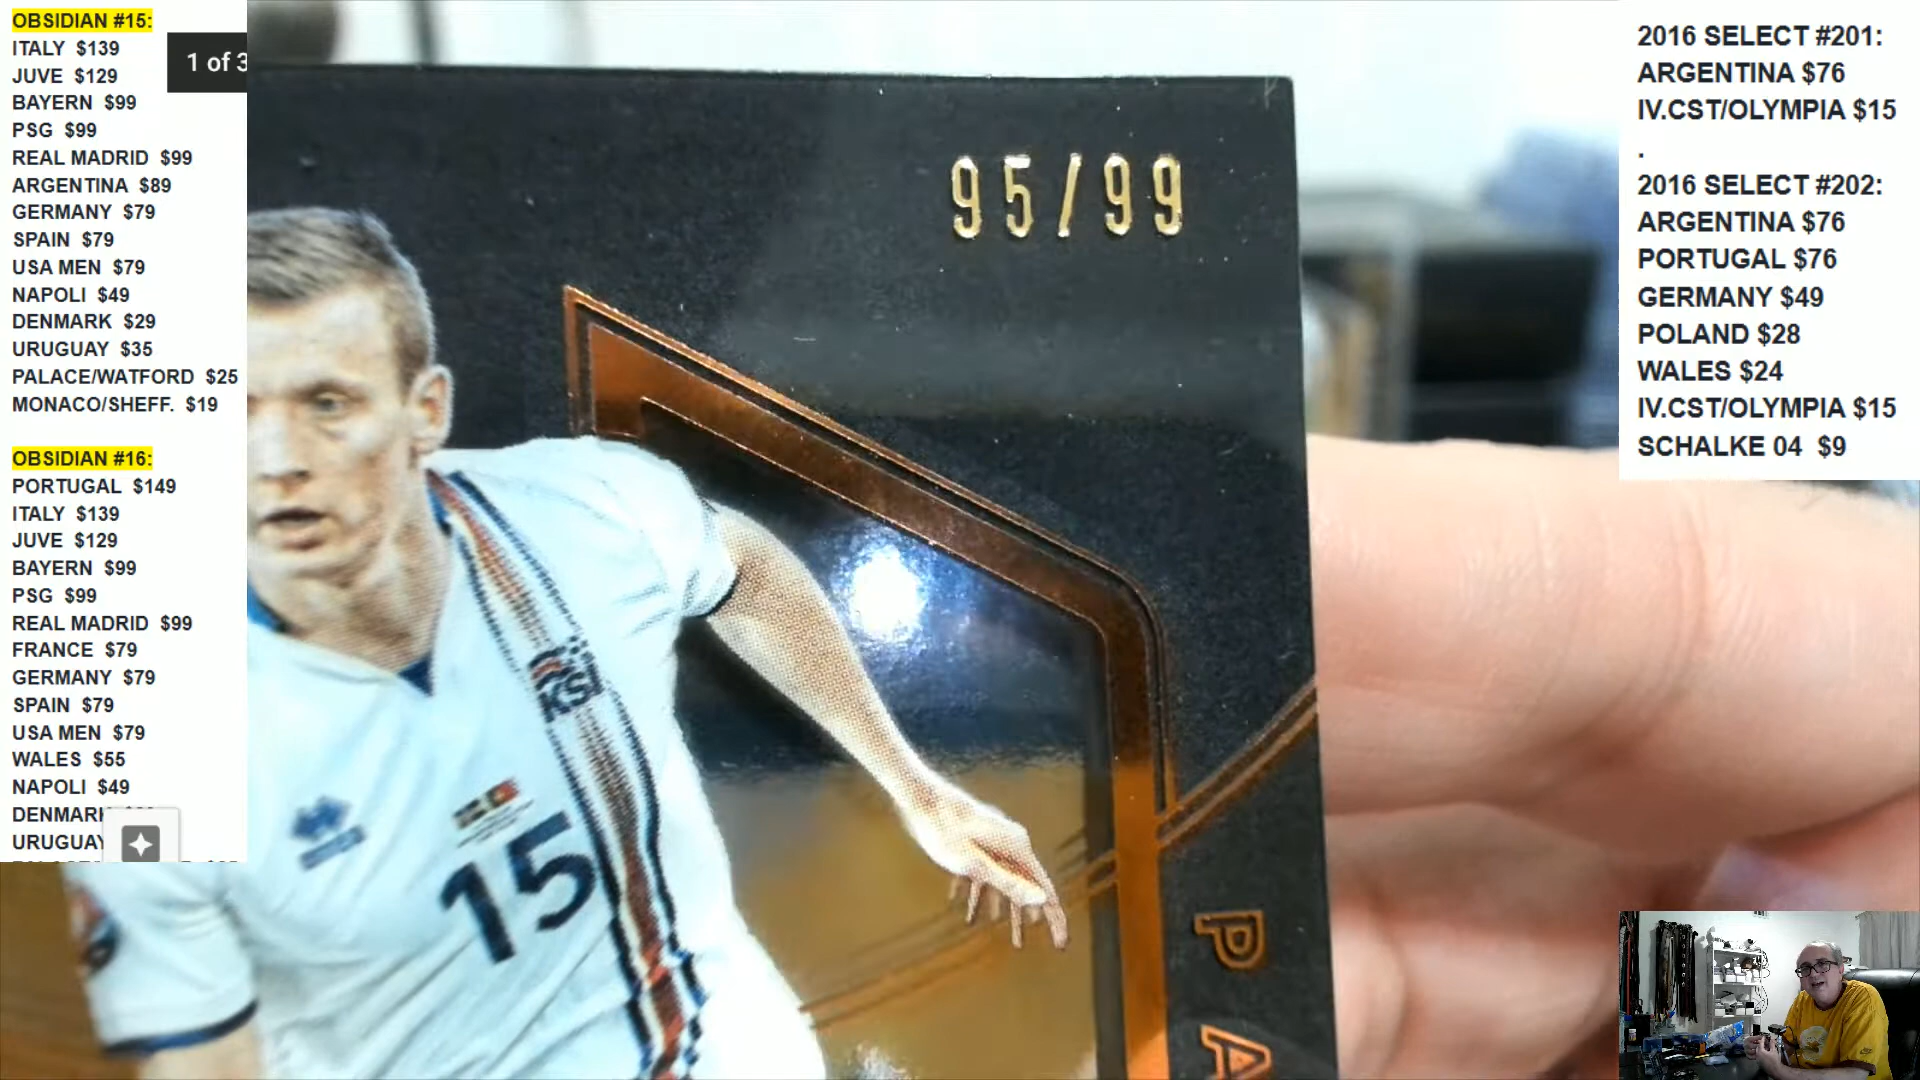 OBSIDIAN #15:
ITALY $139
JUVE $129
BAYERN $99
PSG $99
REAL MADRID $99
ARGENTINA $89
GERMANY $79
SPAIN $79
USA MEN $79
NAPOLI $49
DENMARK $29
URUGUAY $35
PALACE/WATFORD $25
MONACO/SHEFF. $19
OBSIDIAN #16:
PORTUGAL $149
ITALY $139
JUVE $129
BAYERN $99
PSG $99
REAL MADRID $99
FRANCE $79
GERMANY $79
SPAIN $79
USA MEN $79
WALES $55
NAPOLI $49
DENMARK
URUGUAY
1 of 3
95/99
KSÍ
15
PA
2016 SELECT #201:
ARGENTINA $76
IV.CST/OLYMPIA $15
.
2016 SELECT #202:
ARGENTINA $76
PORTUGAL $76
GERMANY $49
POLAND $28
WALES $24
IV.CST/OLYMPIA $15
SCHALKE 04 $9